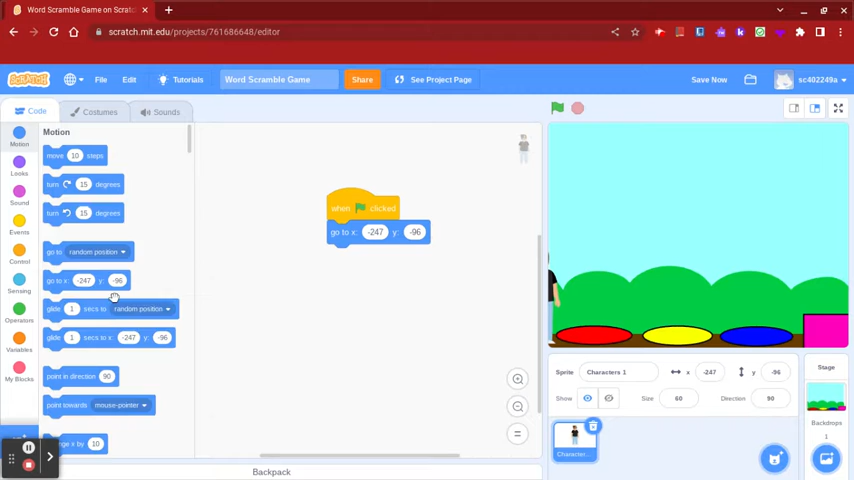 Word Scramble Game on Scratch
scratch.mit.edu/projects/761686648/editor
SCRATCH File Edit Tutorials Word Scramble Game Share See Project Page Save Now sc402249a
Code Costumes Sounds
Motion
Looks
Sound
Events
Control
Sensing
Operators
Variables
My Blocks
Motion
move 10 steps
turn 15 degrees
turn 15 degrees
go to random position
go to x: -247 y: -96
glide 1 secs to random position
glide 1 secs to x: -247 y: -96
point in direction 90
point towards mouse-pointer
x by 10
when clicked
go to x: -247 y: -96
Backpack
Sprite Characters 1 x -247 y -96
Show Size 60 Direction 90
Character...
Stage
Backdrops
1